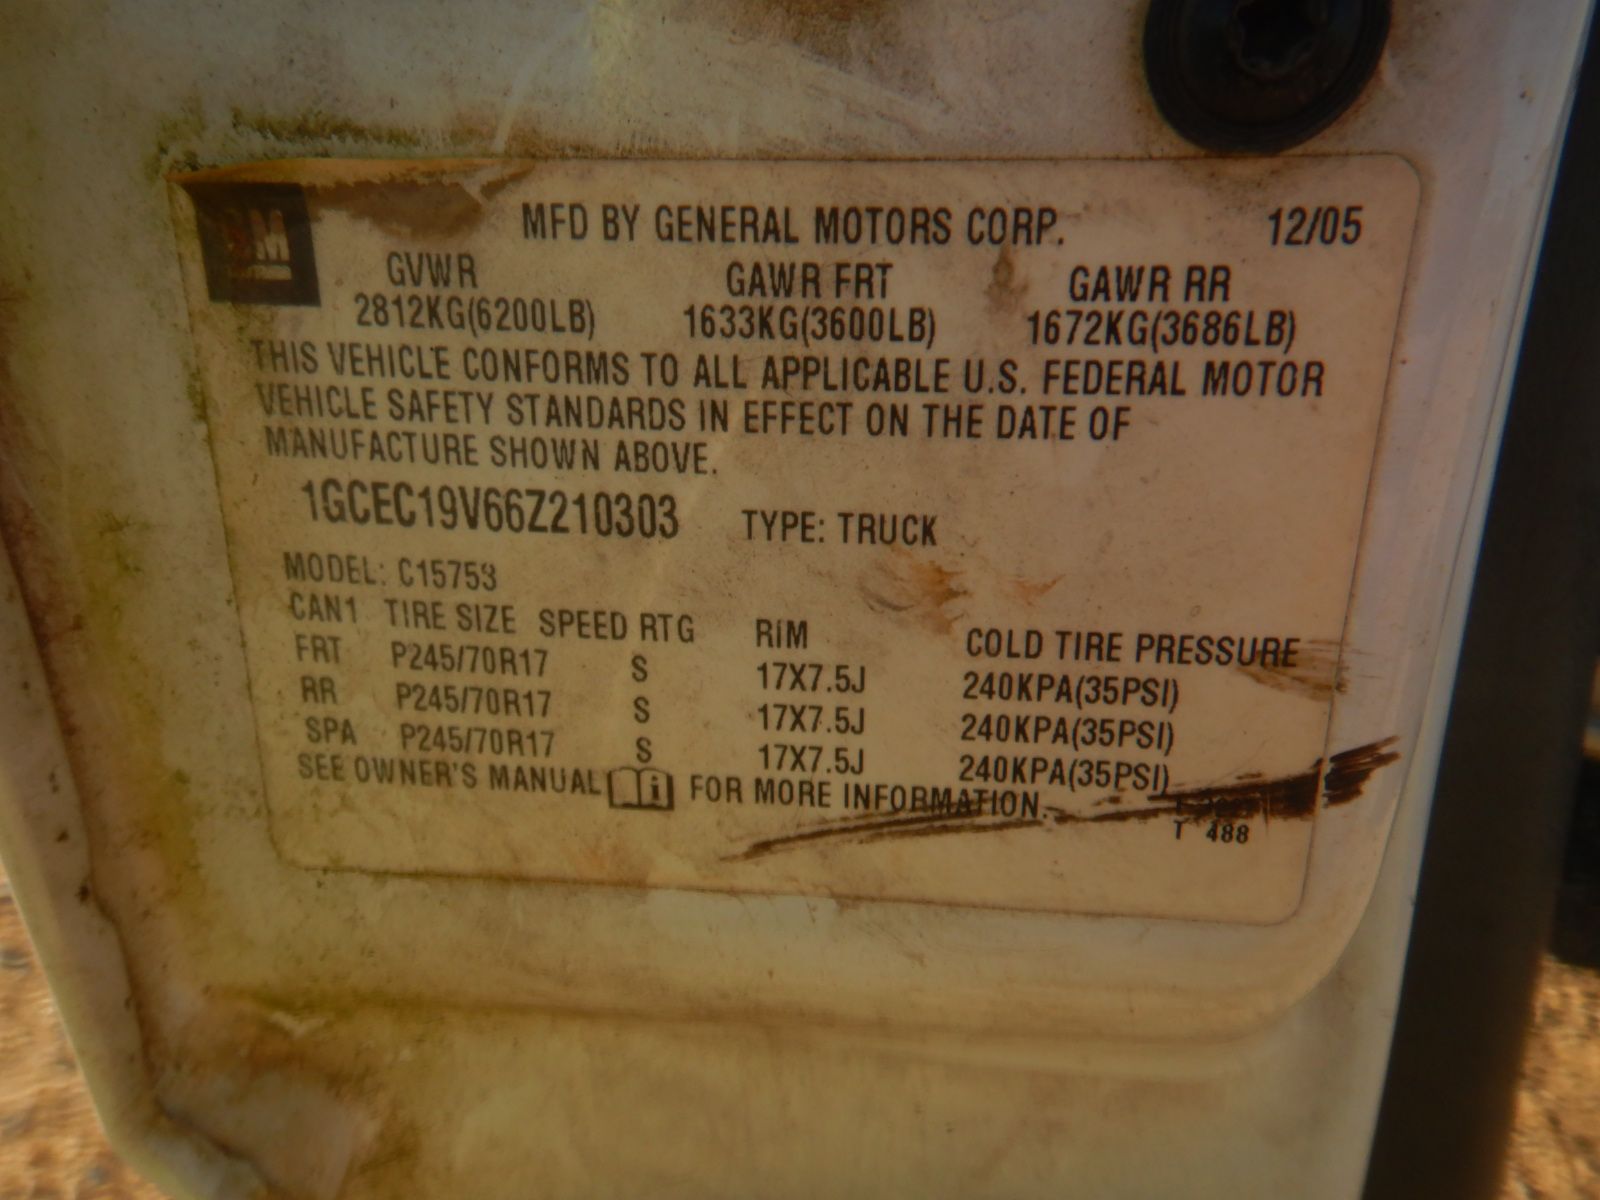 GM
MFD BY GENERAL MOTORS CORP. 12/05
GVWR GAWR FRT GAWR RR
2812KG(6200LB) 1633KG(3600LB) 1672KG(3686LB)
THIS VEHICLE CONFORMS TO ALL APPLICABLE U.S. FEDERAL MOTOR
VEHICLE SAFETY STANDARDS IN EFFECT ON THE DATE OF
MANUFACTURE SHOWN ABOVE.
1GCEC19V66Z210303 TYPE: TRUCK
MODEL: C15753
CAN1 TIRE SIZE SPEED RTG RIM COLD TIRE PRESSURE
FRT P245/70R17 S 17X7.5J 240KPA(35PSI)
RR P245/70R17 S 17X7.5J 240KPA(35PSI)
SPA P245/70R17 S 17X7.5J 240KPA(35PSI)
SEE OWNER'S MANUAL i FOR MORE INFORMATION.
T 488